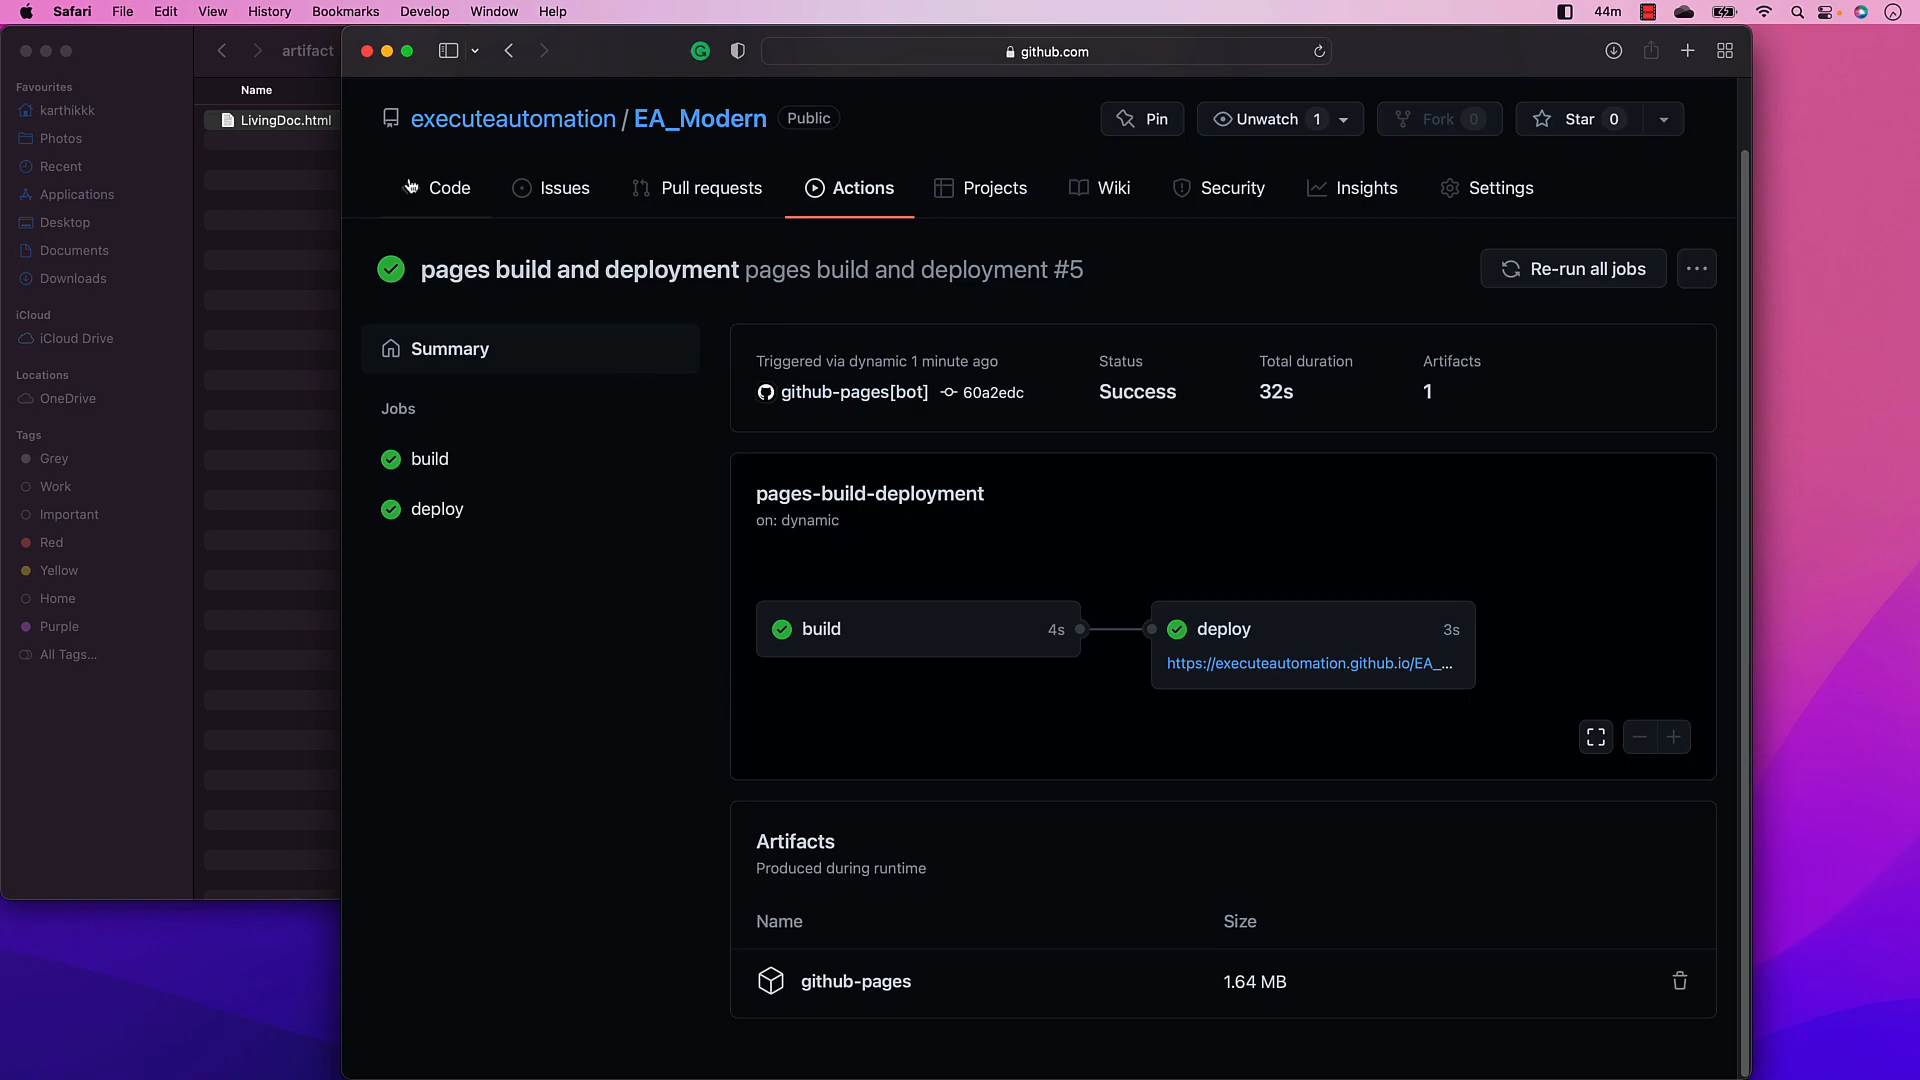 Safari File Edit View History Bookmarks Develop Window Help 44m
artifact
github.com
Favourites
karthikkk
Photos
Recent
Applications
Desktop
Documents
Downloads
iCloud
iCloud Drive
Locations
OneDrive
Tags
Grey
Work
Important
Red
Yellow
Home
Purple
All Tags...
Name
LivingDoc.html
executeautomation / EA_Modern Public
Pin Unwatch 1 Fork 0 Star 0
Code Issues Pull requests Actions Projects Wiki Security Insights Settings
pages build and deployment pages build and deployment #5
Re-run all jobs
Summary
Jobs
build
deploy
Triggered via dynamic 1 minute ago
github-pages[bot] 60a2edc
Status
Success
Total duration
32s
Artifacts
1
pages-build-deployment
on: dynamic
build 4s
deploy 3s
https://executeautomation.github.io/EA_...
Artifacts
Produced during runtime
Name Size
github-pages 1.64 MB